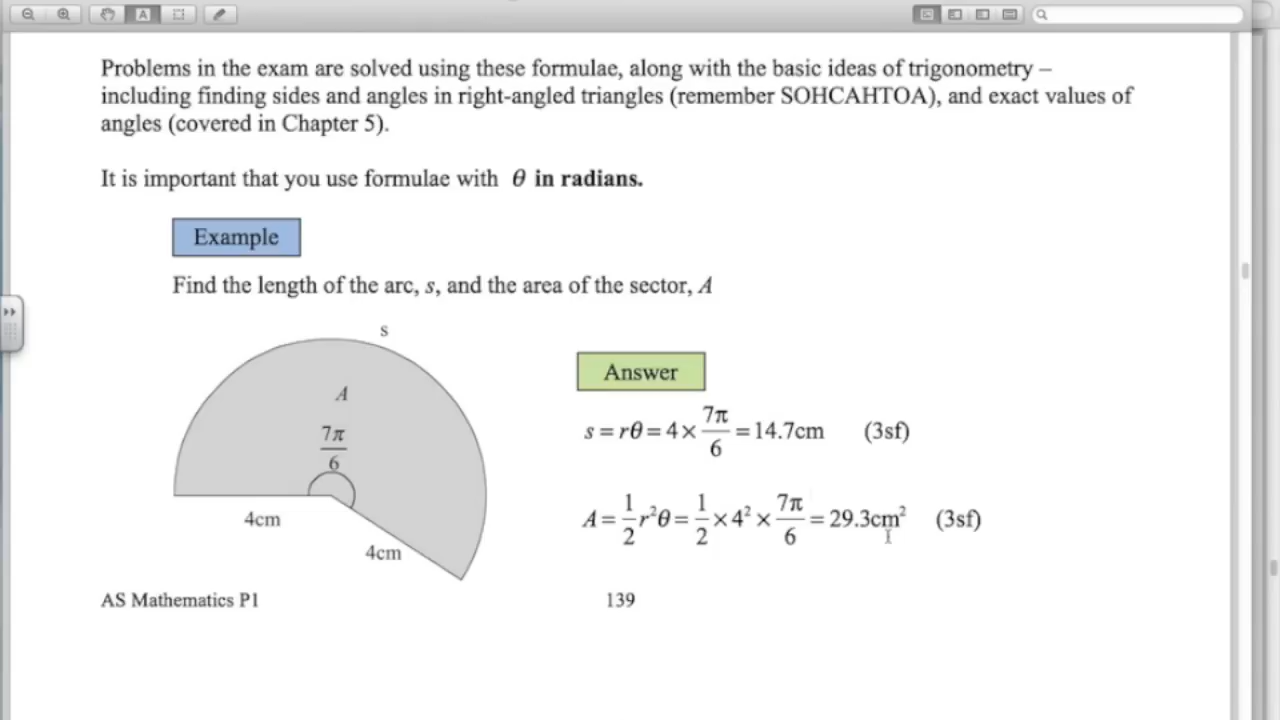 Problems in the exam are solved using these formulae, along with the basic ideas of trigonometry –
including finding sides and angles in right-angled triangles (remember SOHCAHTOA), and exact values of
angles (covered in Chapter 5).
It is important that you use formulae with θ in radians.
Example
Find the length of the arc, s, and the area of the sector, A
s
A
7π/6
4cm
4cm
Answer
s = rθ = 4 × 7π/6 = 14.7cm (3sf)
A = 1/2 r²θ = 1/2 × 4² × 7π/6 = 29.3cm² (3sf)
AS Mathematics P1
139